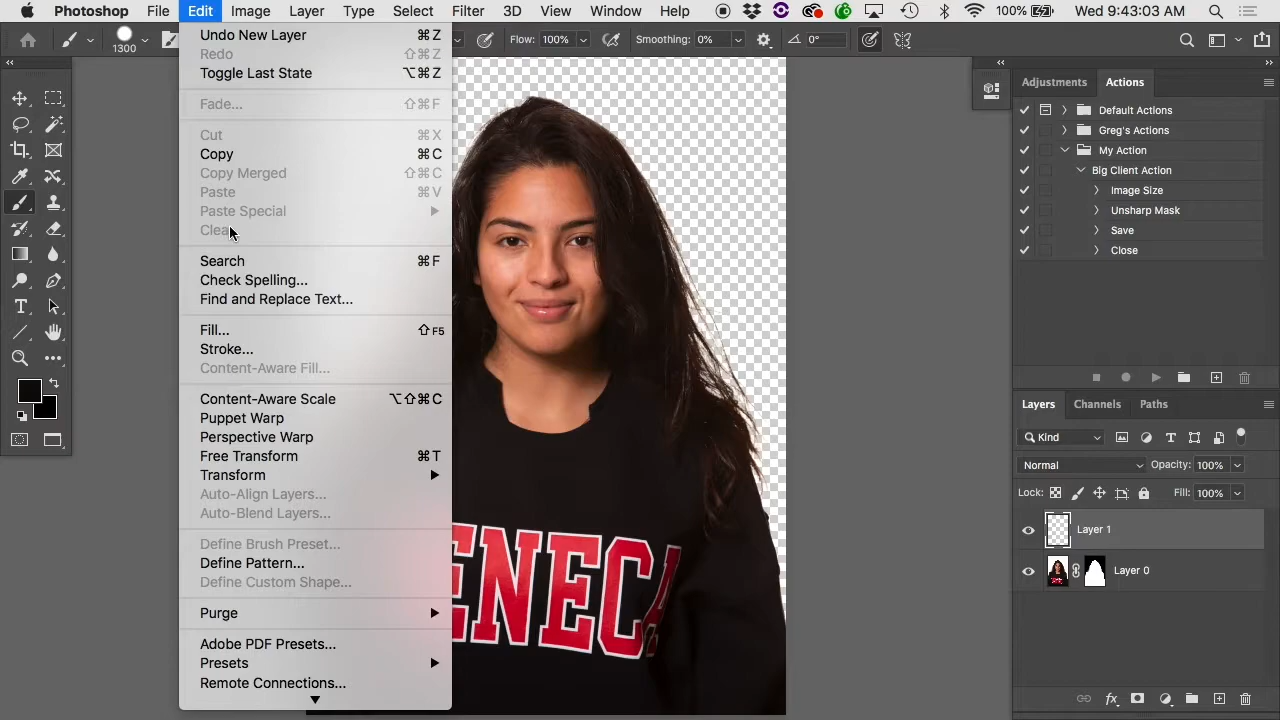 Photoshop File Edit Image Layer Type Select Filter 3D View Window Help 100% Wed 9:43:03 AM
1300 Flow: 100% Smoothing: 0% 0°
Undo New Layer ⌘Z
Redo ⇧⌘Z
Toggle Last State ⌥⌘Z
Fade... ⇧⌘F
Cut ⌘X
Copy ⌘C
Copy Merged ⇧⌘C
Paste ⌘V
Paste Special
Clear
Search ⌘F
Check Spelling...
Find and Replace Text...
Fill... ⇧F5
Stroke...
Content-Aware Fill...
Content-Aware Scale ⌥⇧⌘C
Puppet Warp
Perspective Warp
Free Transform ⌘T
Transform
Auto-Align Layers...
Auto-Blend Layers...
Define Brush Preset...
Define Pattern...
Define Custom Shape...
Purge
Adobe PDF Presets...
Presets
Remote Connections...
ENECA
Adjustments Actions
Default Actions
Greg's Actions
My Action
Big Client Action
Image Size
Unsharp Mask
Save
Close
Layers Channels Paths
Kind
Normal Opacity: 100%
Lock: Fill: 100%
Layer 1
Layer 0
fx